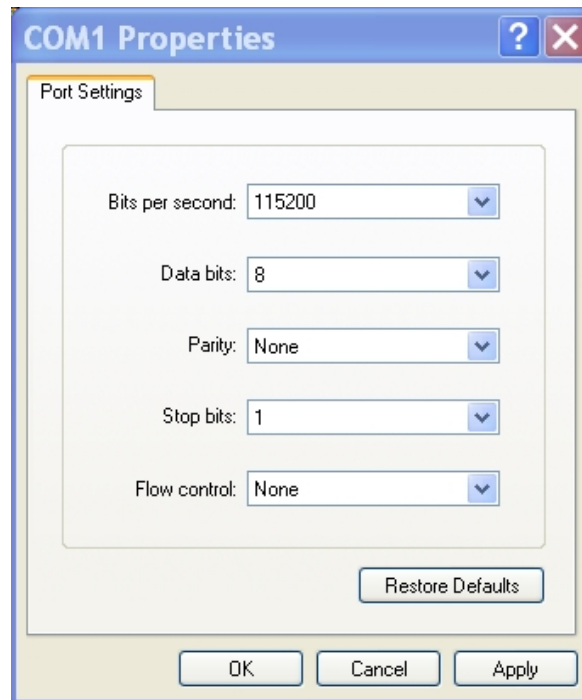 COM1 Properties ?
Port Settings
Bits per second: 115200
Data bits: 8
Parity: None
Stop bits: 1
Flow control: None
Restore Defaults
OK Cancel Apply